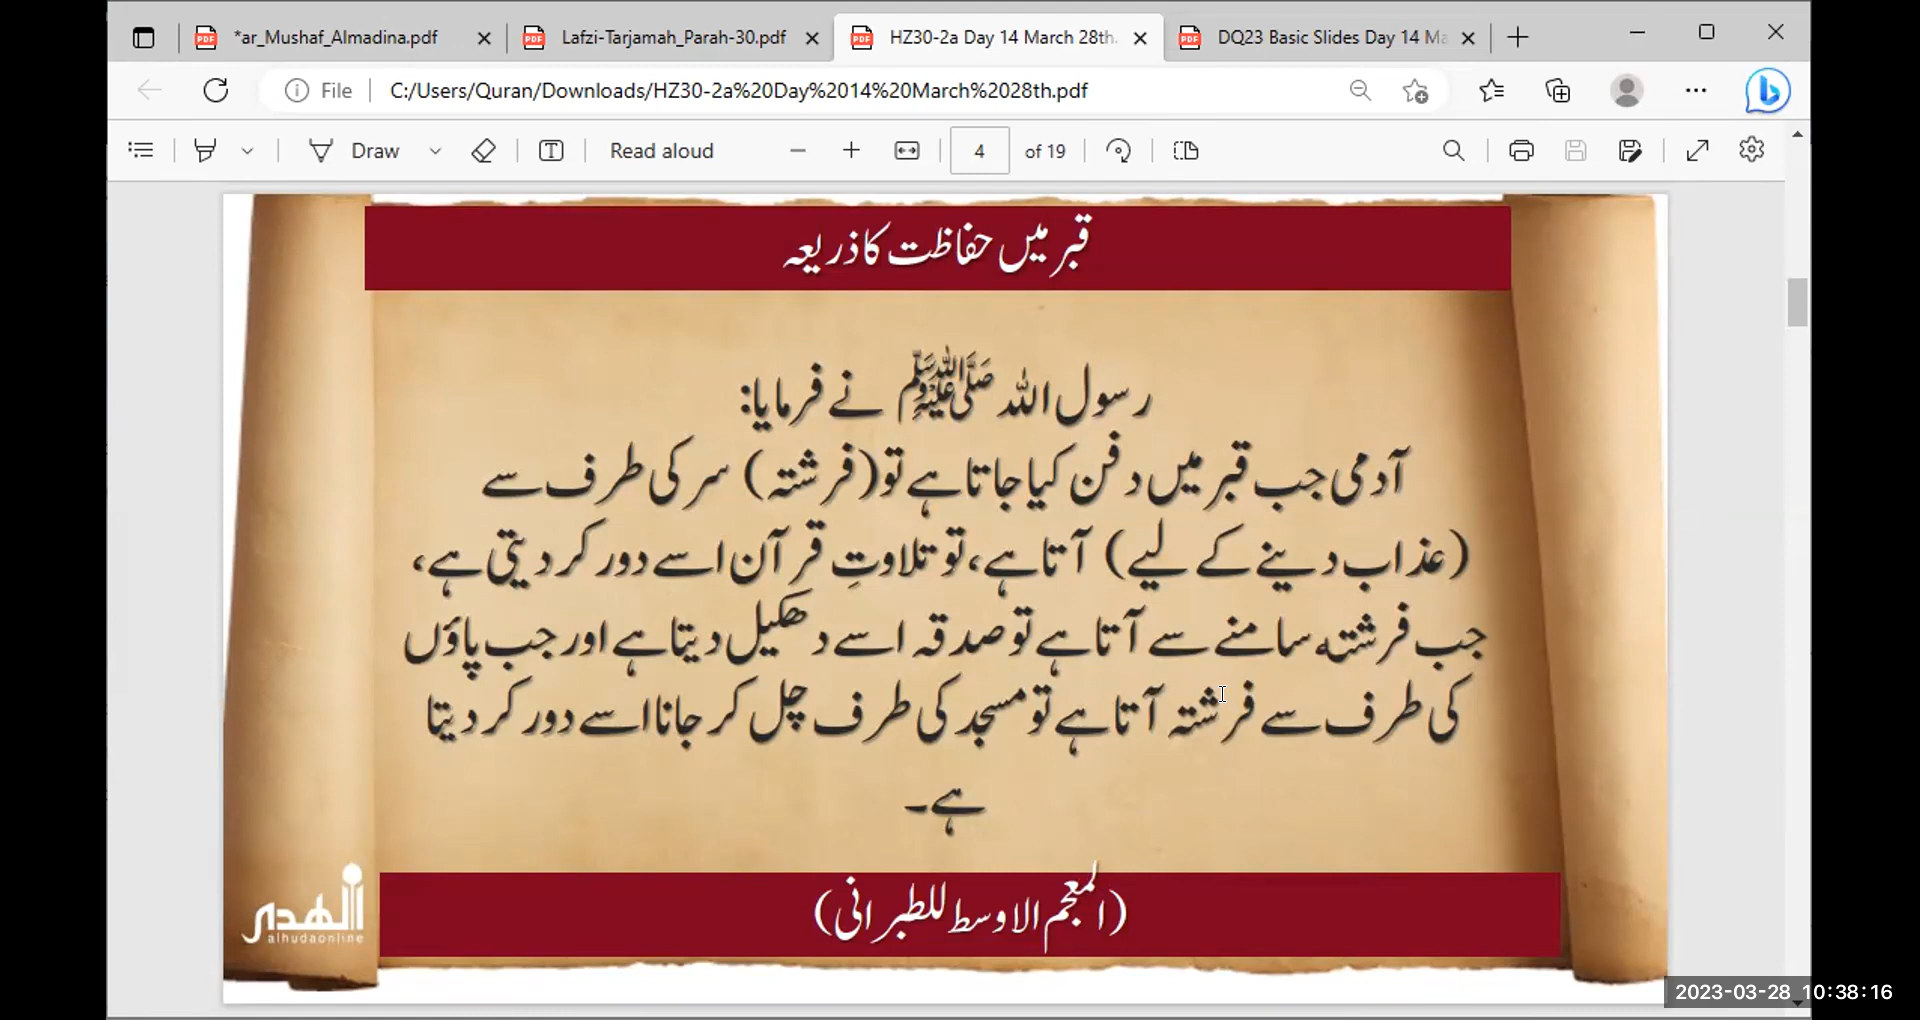 *ar_Mushaf_Almadina.pdf
Lafzi-Tarjamah_Parah-30.pdf
HZ30-2a Day 14 March 28th.
DQ23 Basic Slides Day 14 Ma
File
C:/Users/Quran/Downloads/HZ30-2a%20Day%2014%20March%2028th.pdf
Draw
Read aloud
4
of 19
قبر میں حفاظت کا ذریعہ
رسول اللہ ﷺ نے فرمایا:
آدمی جب قبر میں دفن کیا جاتا ہے تو (فرشتہ) سر کی طرف سے
(عذاب دینے کے لیے) آتا ہے، تو تلاوتِ قرآن اسے دور کر دیتی ہے،
جب فرشتہ سامنے سے آتا ہے تو صدقہ اسے دھکیل دیتا ہے اور جب پاؤں
کی طرف سے فرشتہ آتا ہے تو مسجد کی طرف چل کر جانا اسے دور کر دیتا
ہے۔
(المعجم الاوسط للطبرانی)
الهدى
alhudaonline
2023-03-28 10:38:16